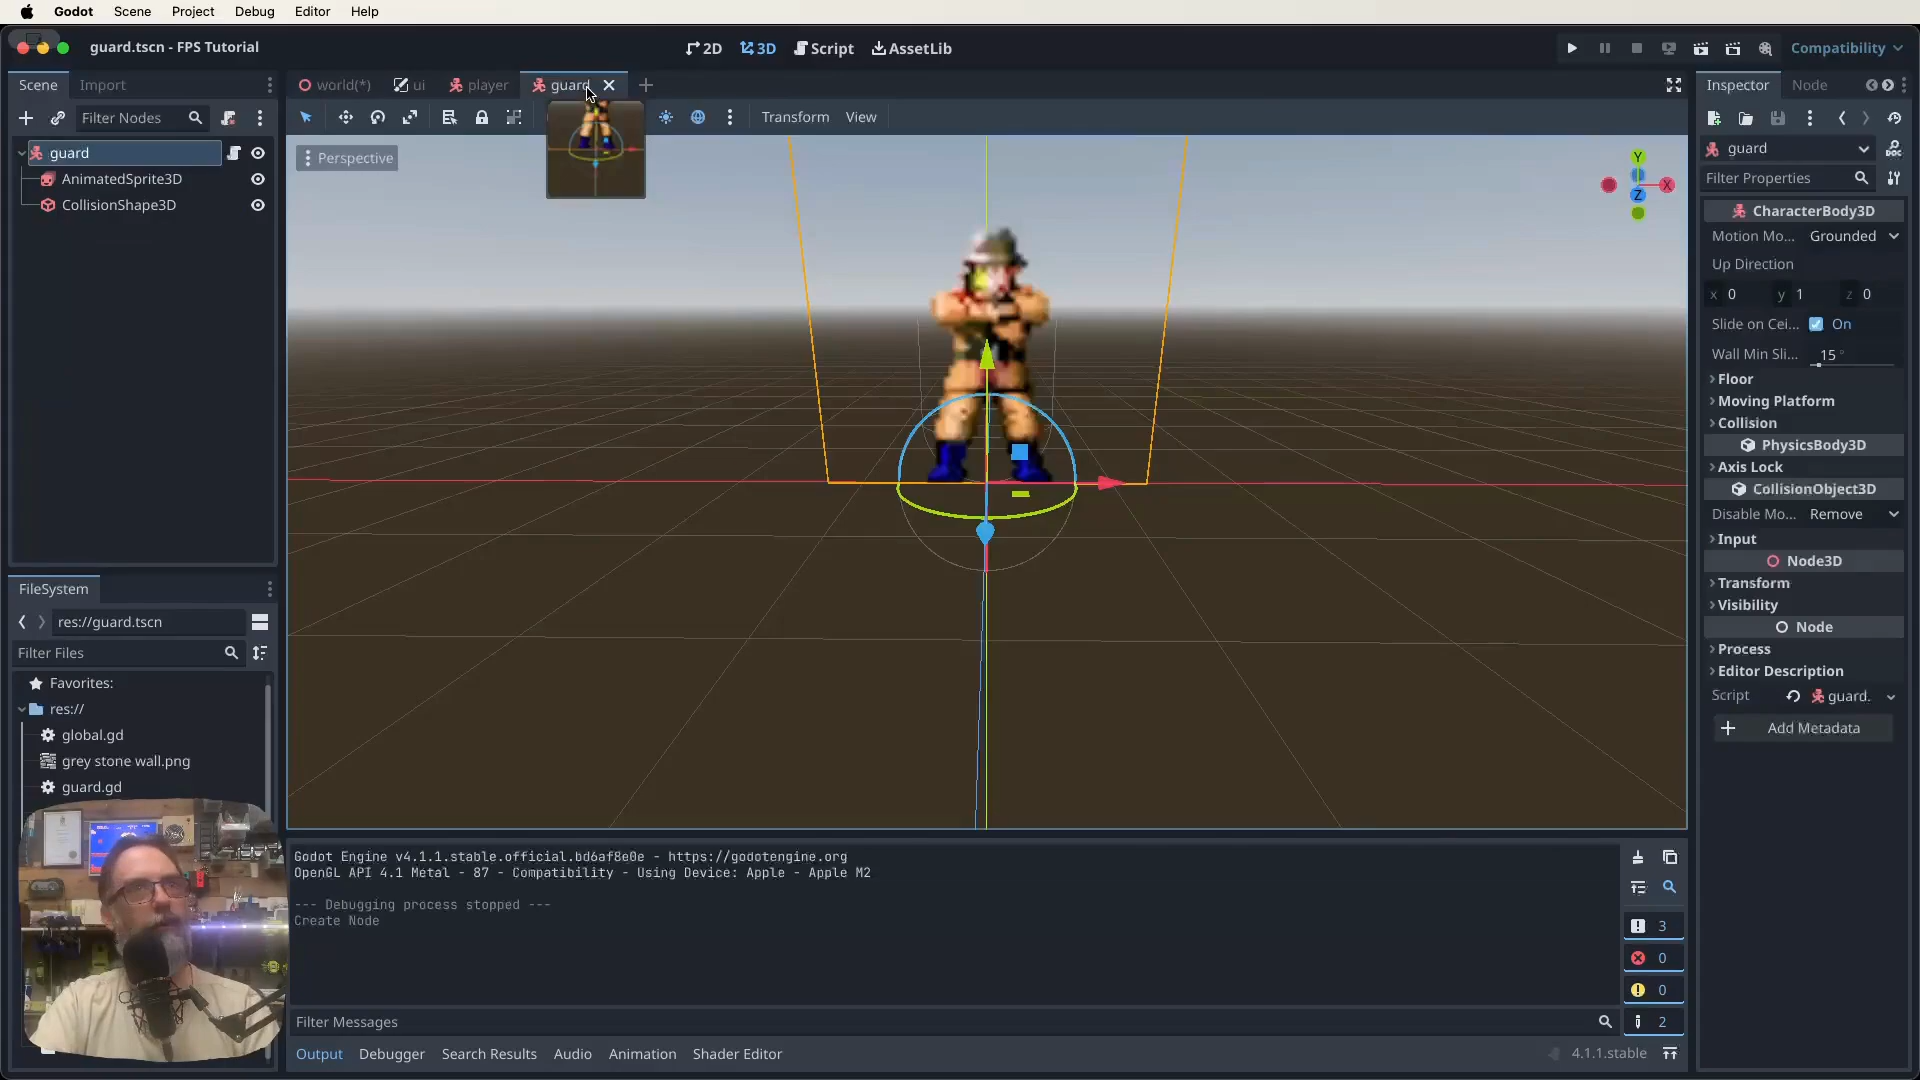 Godot Scene Project Debug Editor Help
guard.tscn - FPS Tutorial
2D 3D Script AssetLib
Compatibility
Scene Import
world(*) ui player guard
Inspector Node
Filter Nodes
Transform View
guard
AnimatedSprite3D
CollisionShape3D
Perspective
Y
X
Z
guard
Filter Properties
CharacterBody3D
Motion Mo... Grounded
Up Direction
x 0 y 1 z 0
Slide on Cei... On
Wall Min Sli... 15 °
Floor
Moving Platform
Collision
PhysicsBody3D
Axis Lock
CollisionObject3D
Disable Mo... Remove
Input
Node3D
Transform
Visibility
Node
Process
Editor Description
Script guard.
Add Metadata
FileSystem
res://guard.tscn
Filter Files
Favorites:
res://
global.gd
grey stone wall.png
guard.gd
Godot Engine v4.1.1.stable.official.bd6af8e0e - https://godotengine.org
OpenGL API 4.1 Metal - 87 - Compatibility - Using Device: Apple - Apple M2
--- Debugging process stopped ---
Create Node
3
0
0
2
Filter Messages
Output Debugger Search Results Audio Animation Shader Editor
4.1.1.stable